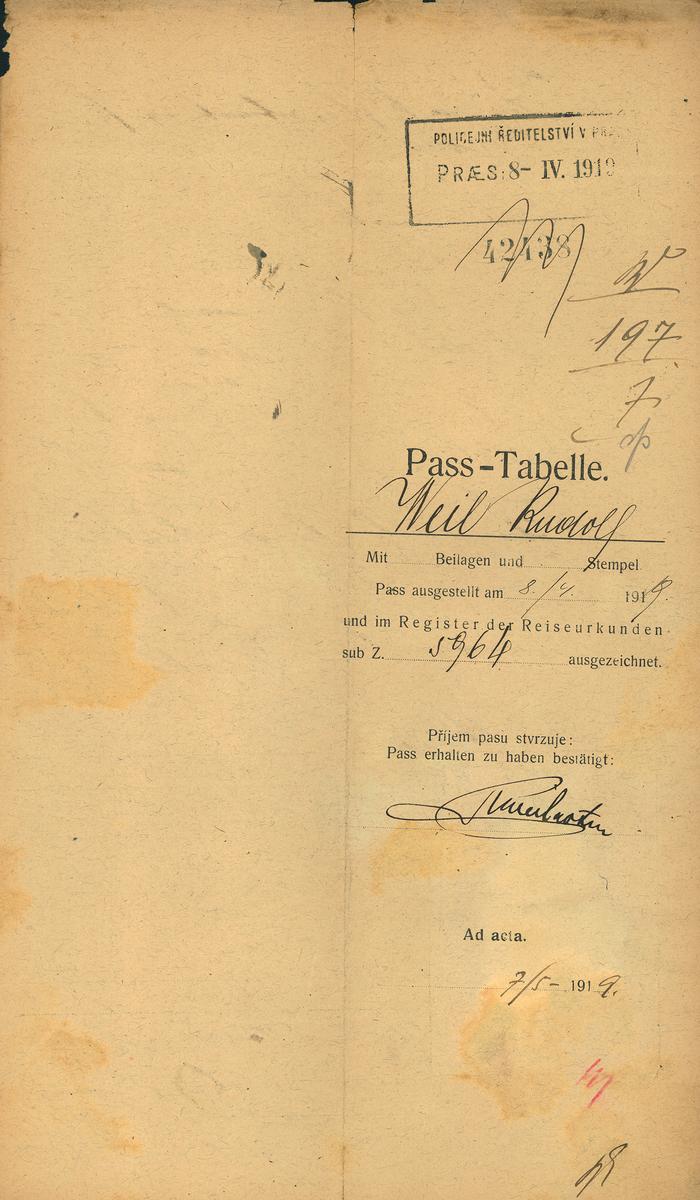 POLICEJNÍ ŘEDITELSTVÍ V
PRÆS: 8- IV. 1919
42438
197
7
Pass-Tabelle.
Weil Rudolf
Mit Beilagen und Stempel
Pass ausgestellt am 8./4. 1919.
und im Register der Reiseurkunden
sub Z. 5964 ausgezeichnet.
Příjem pasu stvrzuje:
Pass erhalten zu haben bestätigt:
Ad acta.
7/5- 1919.